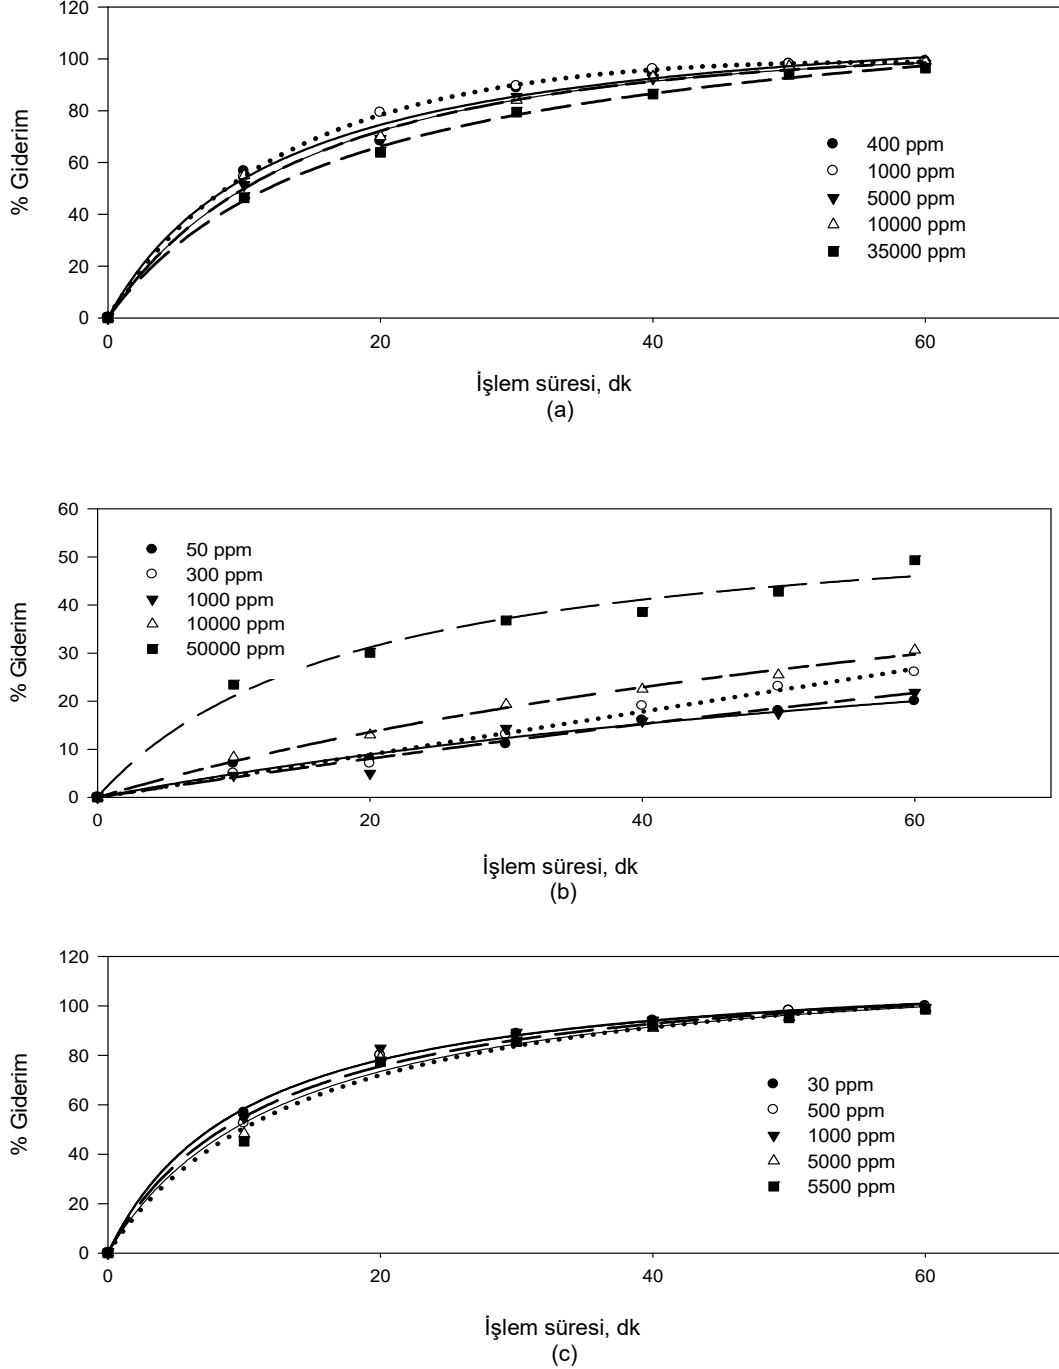 120
100
80
60
40
20
0
% Giderim
400 ppm
1000 ppm
5000 ppm
10000 ppm
35000 ppm
0 20 40 60
İşlem süresi, dk
(a)
60
50
40
30
20
10
0
% Giderim
50 ppm
300 ppm
1000 ppm
10000 ppm
50000 ppm
0 20 40 60
İşlem süresi, dk
(b)
120
100
80
60
40
20
0
% Giderim
30 ppm
500 ppm
1000 ppm
5000 ppm
5500 ppm
0 20 40 60
İşlem süresi, dk
(c)